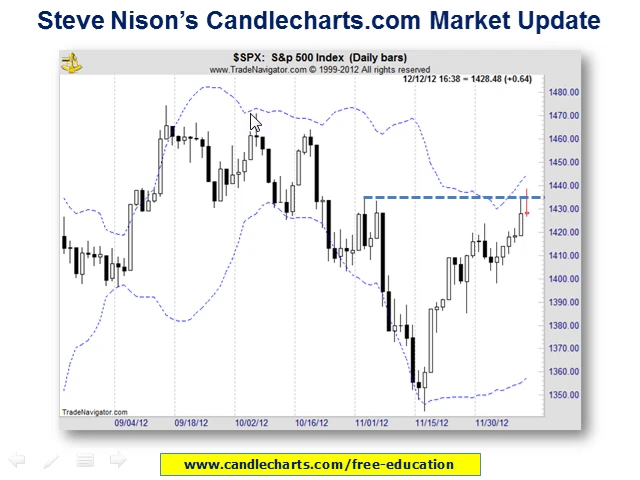 Steve Nison's Candlecharts.com Market Update
$SPX: S&p 500 Index (Daily bars)
www.TradeNavigator.com © 1999-2012 All rights reserved
12/12/12 16:38 = 1428.48 (+0.64)
1480.00
1470.00
1460.00
1450.00
1440.00
1430.00
1420.00
1410.00
1400.00
1390.00
1380.00
1370.00
1360.00
1350.00
TradeNavigator.com
09/04/12 09/18/12 10/02/12 10/16/12 11/01/12 11/15/12 11/30/12
www.candlecharts.com/free-education